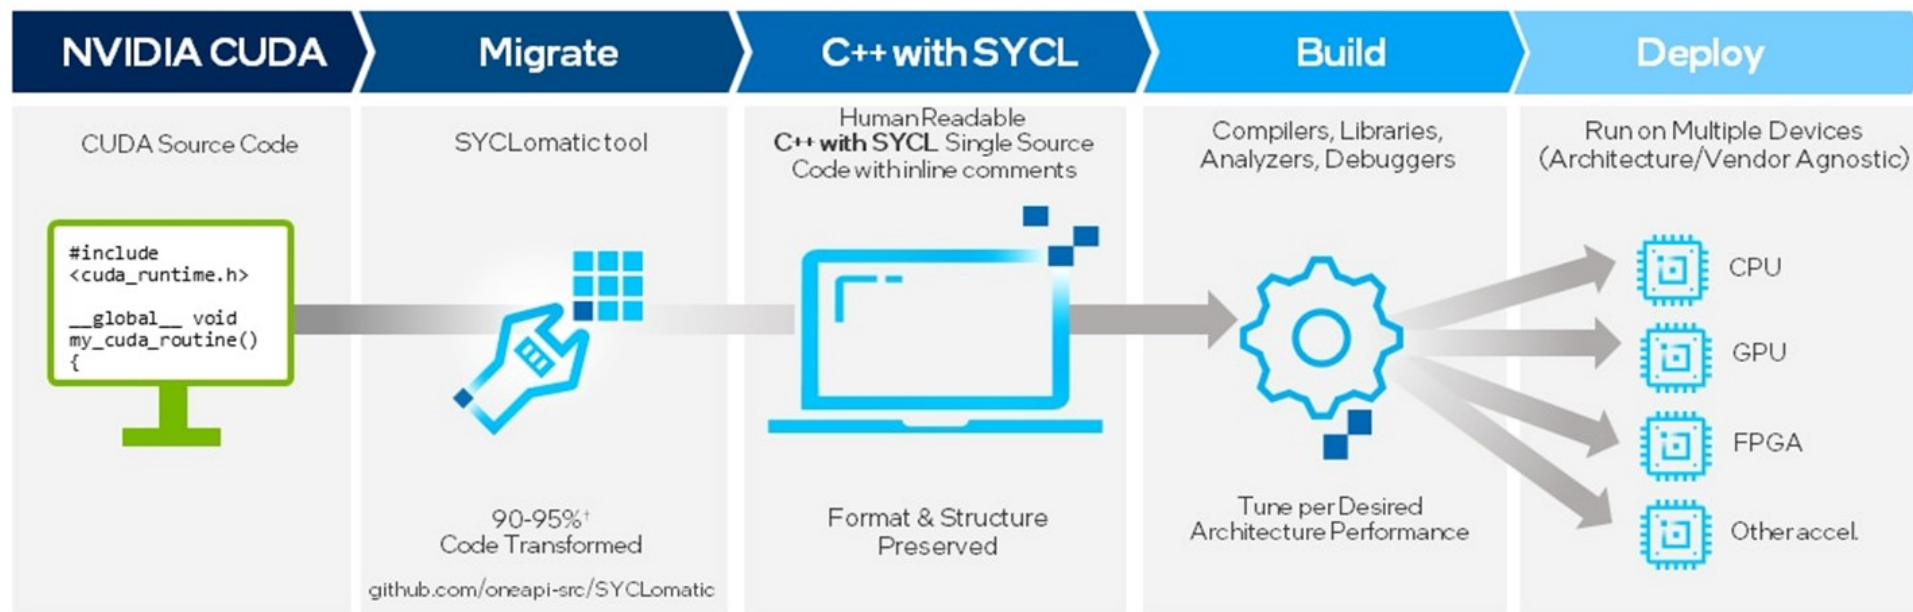 NVIDIA CUDA
Migrate
C++ with SYCL
Build
Deploy
CUDA Source Code
#include
<cuda_runtime.h>
__global__ void
my_cuda_routine()
{
SYCLomatic tool
90-95%†
Code Transformed
github.com/oneapi-src/SYCLomatic
Human Readable
C++ with SYCL Single Source
Code with inline comments
Format & Structure
Preserved
Compilers, Libraries,
Analyzers, Debuggers
Tune per Desired
Architecture Performance
Run on Multiple Devices
(Architecture/Vendor Agnostic)
CPU
GPU
FPGA
Other accel.